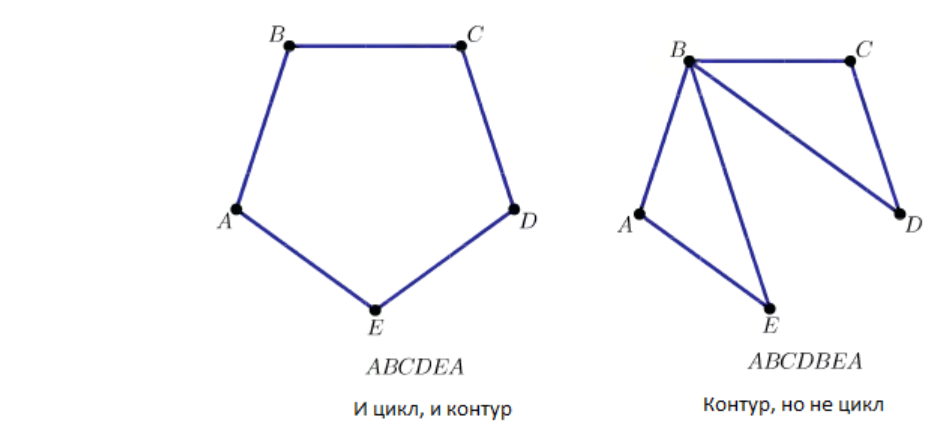 B
C
A
D
E
ABCDEA
И цикл, и контур
B
C
A
D
E
ABCDBEA
Контур, но не цикл